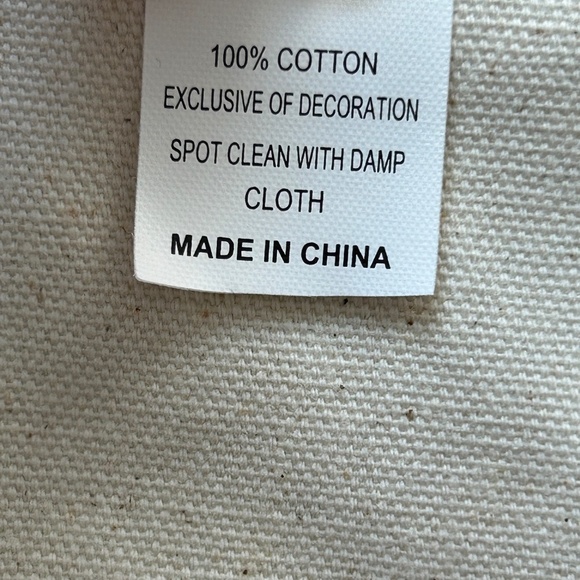 100% COTTON
EXCLUSIVE OF DECORATION
SPOT CLEAN WITH DAMP
CLOTH
MADE IN CHINA